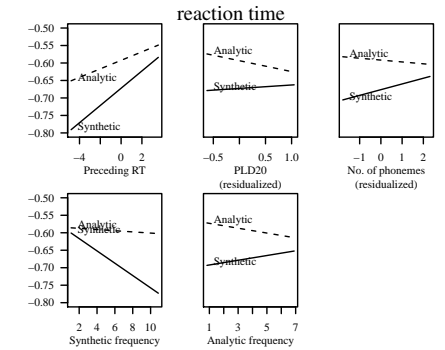 reaction time
−0.50
−0.55
−0.60
−0.65
−0.70
−0.75
−0.80
Analytic
Synthetic
−4 0 2
Preceding RT
Analytic
Synthetic
−0.5 0.5 1.0
PLD20
(residualized)
Analytic
Synthetic
−1 0 1 2
No. of phonemes
(residualized)
−0.50
−0.55
−0.60
−0.65
−0.70
−0.75
−0.80
Analytic
Synthetic
2 4 6 8 10
Synthetic frequency
Analytic
Synthetic
1 2 3 4 5 7
Analytic frequency